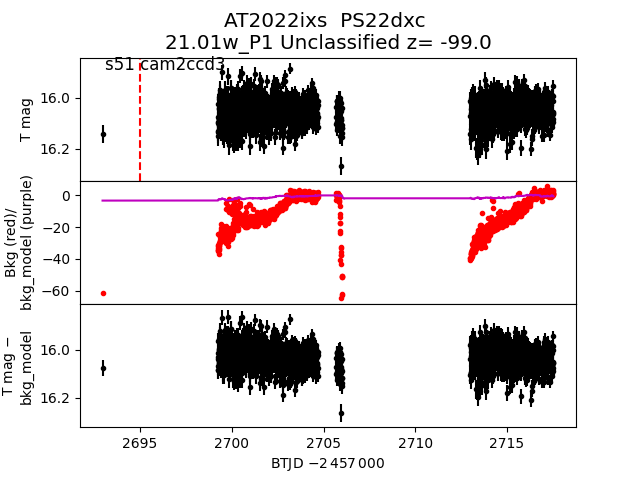 AT2022ixs  PS22dxc
21.01w_P1 Unclassified z= -99.0
s51 cam2ccd3
T mag
16.0
16.2
Bkg (red)/
bkg_model (purple)
0
−20
−40
−60
T mag −
bkg_model
16.0
16.2
2695
2700
2705
2710
2715
BTJD −2 457 000